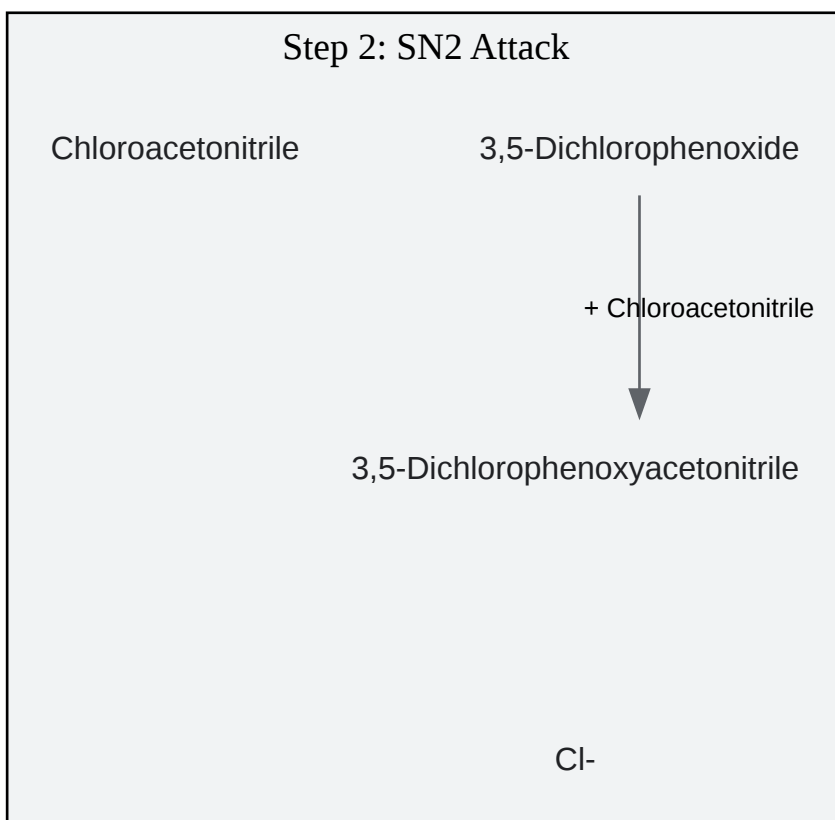 Step 2: SN2 Attack
Chloroacetonitrile
3,5-Dichlorophenoxide
+ Chloroacetonitrile
3,5-Dichlorophenoxyacetonitrile
Cl-